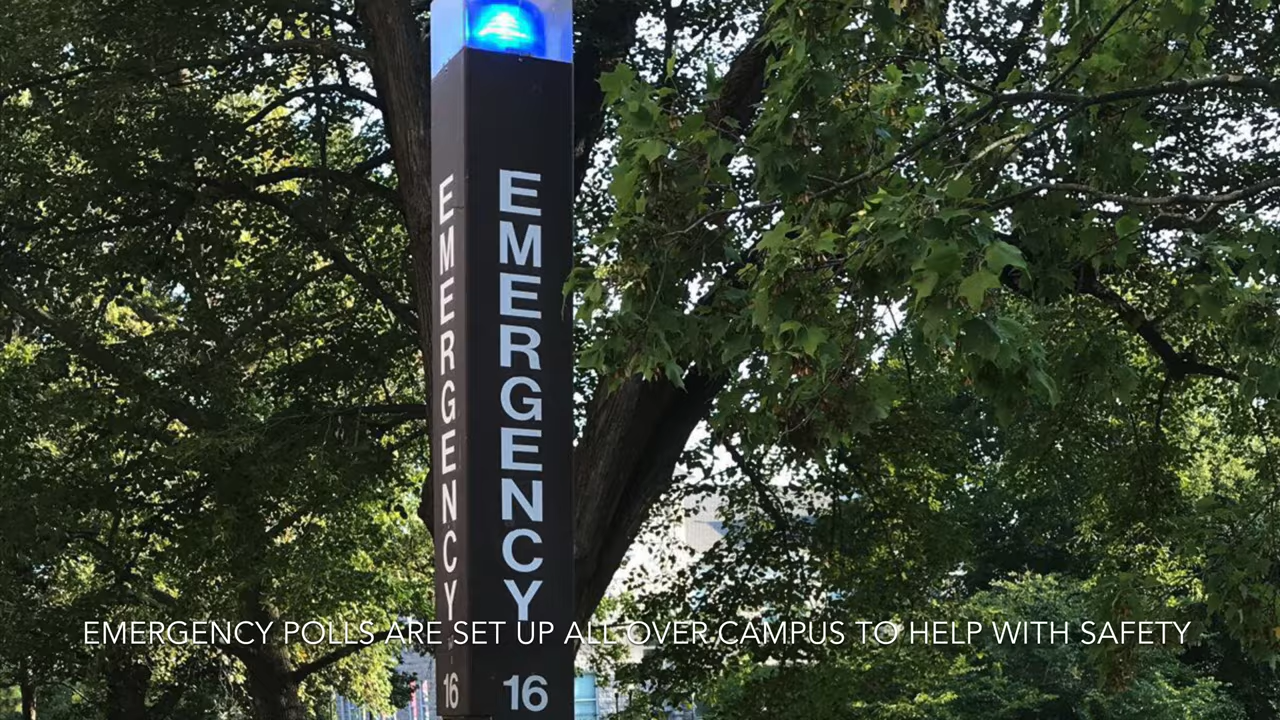 EMERGENCY
EMERGENCY
EMERGENCY POLLS ARE SET UP ALL OVER CAMPUS TO HELP WITH SAFETY
16
16